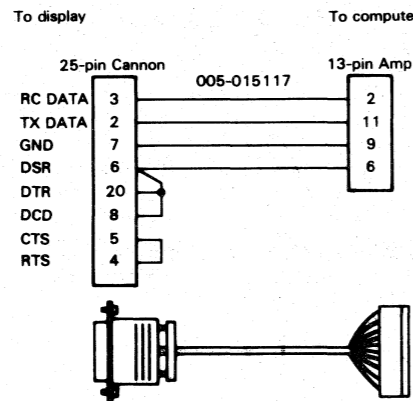 To display To compute
25-pin Cannon 005-015117 13-pin Amp
RC DATA 3 2
TX DATA 2 11
GND 7 9
DSR 6 6
DTR 20
DCD 8
CTS 5
RTS 4